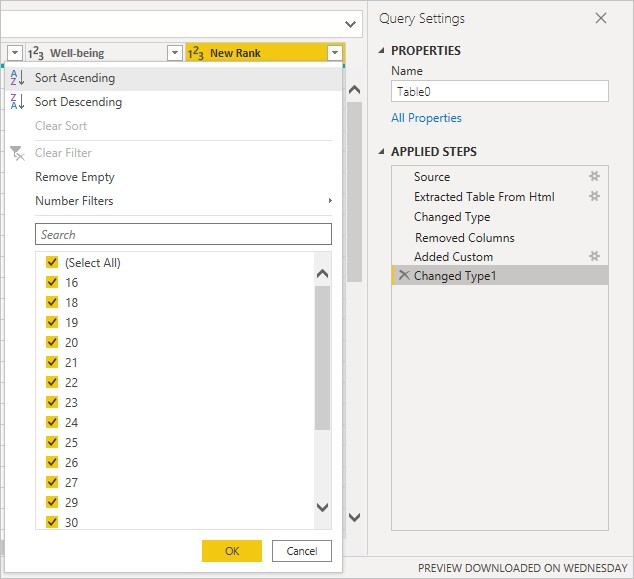 Query Settings
1²3 Well-being
1²3 New Rank
A Z Sort Ascending
Z A Sort Descending
Clear Sort
Clear Filter
Remove Empty
Number Filters
Search
(Select All)
16
18
19
20
21
22
23
24
25
26
27
29
30
OK
Cancel
PROPERTIES
Name
Table0
All Properties
APPLIED STEPS
Source
Extracted Table From Html
Changed Type
Removed Columns
Added Custom
Changed Type1
PREVIEW DOWNLOADED ON WEDNESDAY